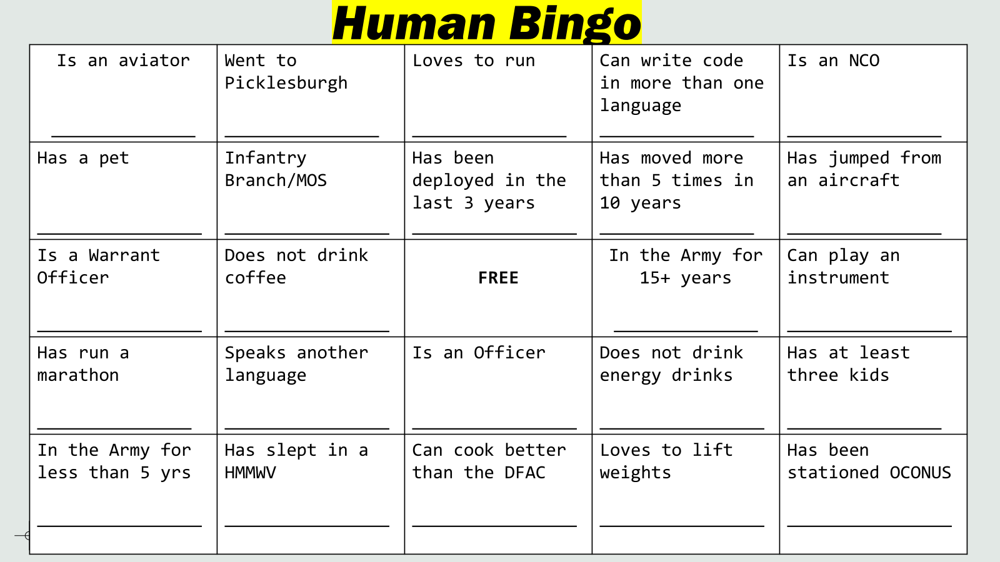 Human Bingo
Is an aviator
Went to
Picklesburgh
Loves to run
Can write code
in more than one
language
Is an NCO
Has a pet
Infantry
Branch/MOS
Has been
deployed in the
last 3 years
Has moved more
than 5 times in
10 years
Has jumped from
an aircraft
Is a Warrant
Officer
Does not drink
coffee
FREE
In the Army for
15+ years
Can play an
instrument
Has run a
marathon
Speaks another
language
Is an Officer
Does not drink
energy drinks
Has at least
three kids
In the Army for
less than 5 yrs
Has slept in a
HMMWV
Can cook better
than the DFAC
Loves to lift
weights
Has been
stationed OCONUS